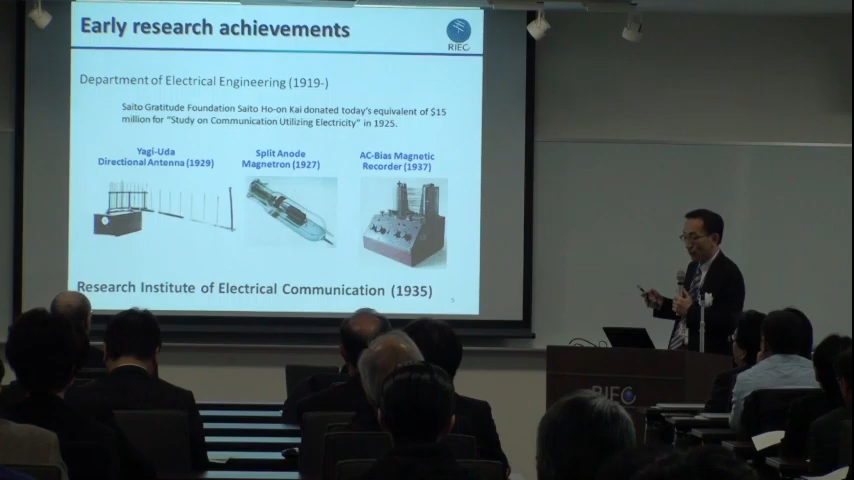 Early research achievements
RIEC
Department of Electrical Engineering (1919-)
Saito Gratitude Foundation Saito Ho-on Kai donated today's equivalent of $15
million for "Study on Communication Utilizing Electricity" in 1925.
Yagi-Uda
Directional Antenna (1929)
Split Anode
Magnetron (1927)
AC-Bias Magnetic
Recorder (1937)
Research Institute of Electrical Communication (1935)
5
RIEC